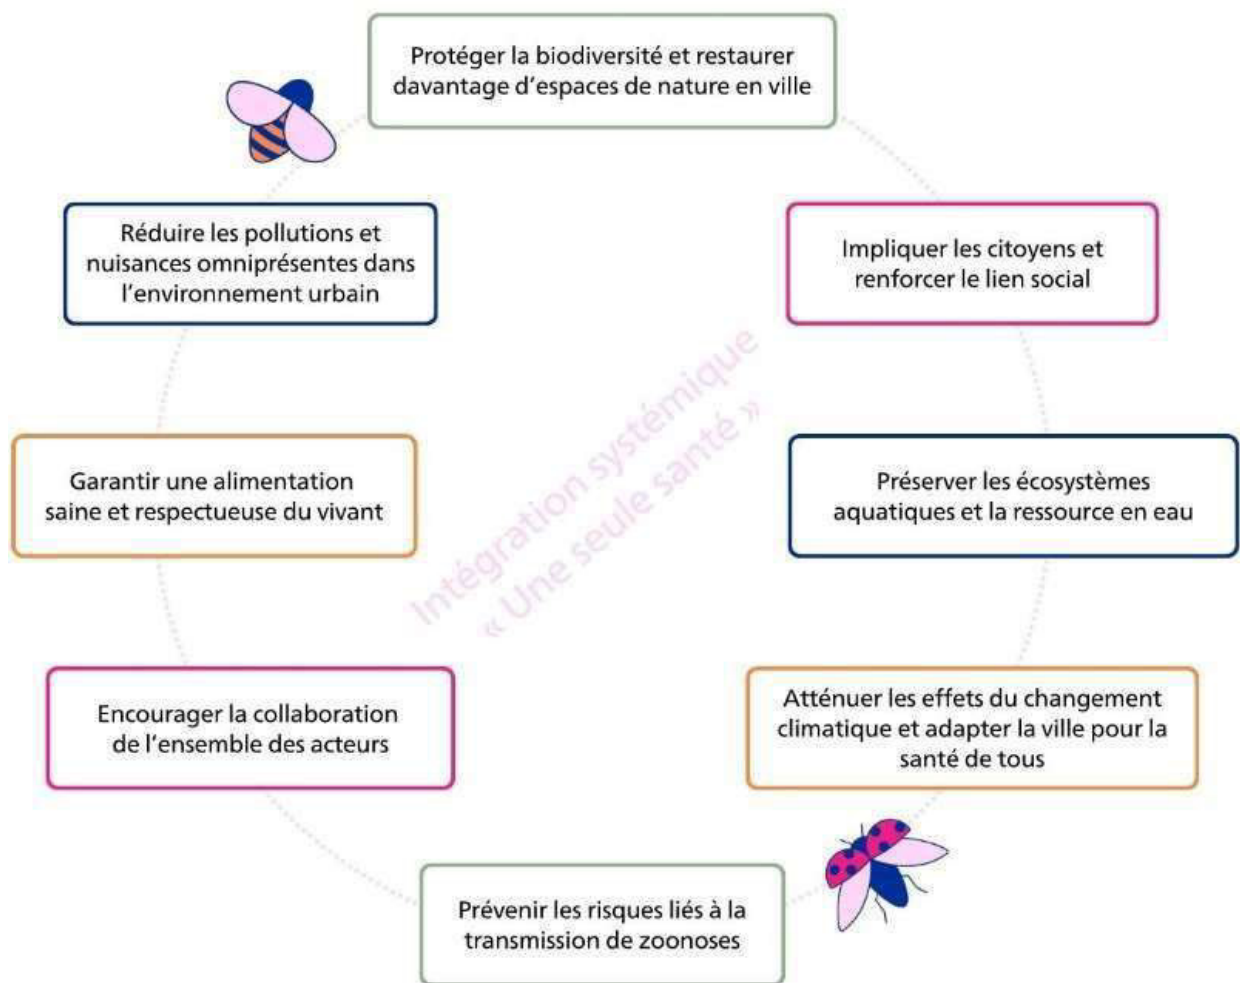 Protéger la biodiversité et restaurer
davantage d'espaces de nature en ville
Réduire les pollutions et
nuisances omniprésentes dans
l'environnement urbain
Impliquer les citoyens et
renforcer le lien social
Intégration systémique
« Une seule santé »
Garantir une alimentation
saine et respectueuse du vivant
Préserver les écosystèmes
aquatiques et la ressource en eau
Encourager la collaboration
de l'ensemble des acteurs
Atténuer les effets du changement
climatique et adapter la ville pour la
santé de tous
Prévenir les risques liés à la
transmission de zoonoses